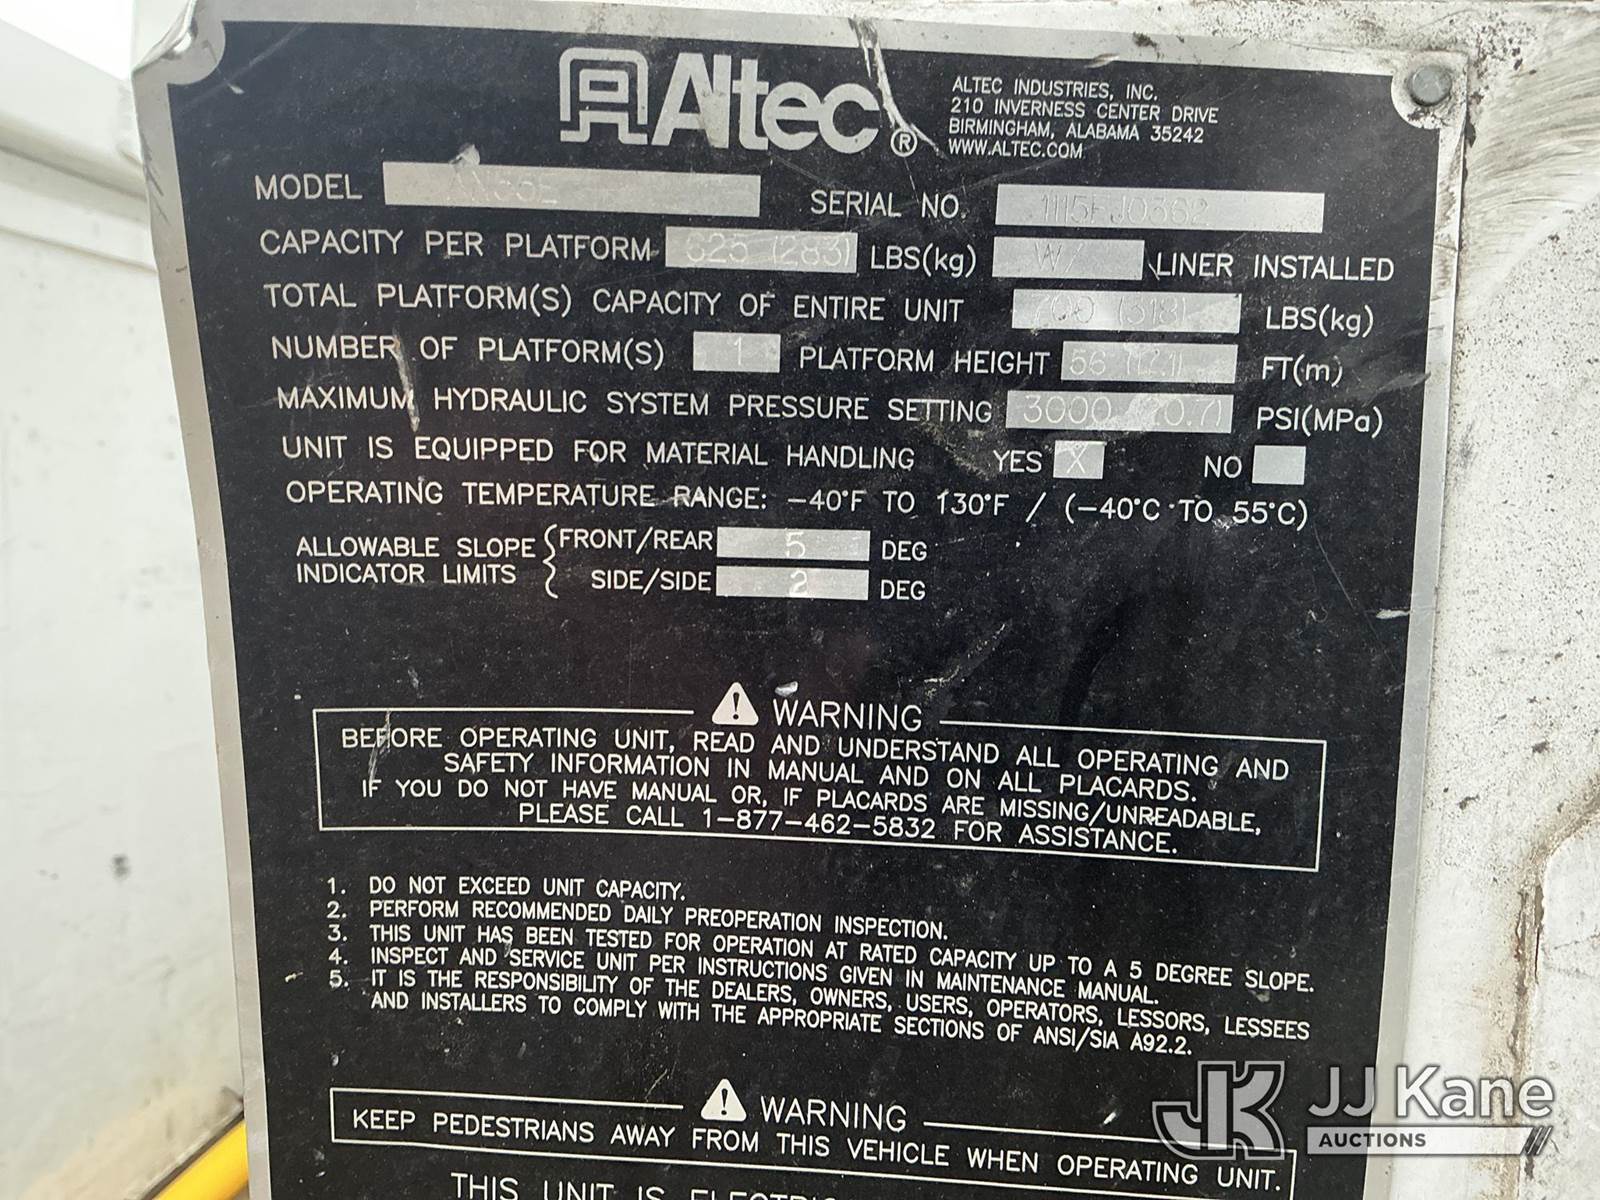 Altec®
ALTEC INDUSTRIES, INC.
210 INVERNESS CENTER DRIVE
BIRMINGHAM, ALABAMA 35242
WWW.ALTEC.COM
MODEL SERIAL NO.
CAPACITY PER PLATFORM 625 (283) LBS(kg) W/ LINER INSTALLED
TOTAL PLATFORM(S) CAPACITY OF ENTIRE UNIT 700 (318) LBS(kg)
NUMBER OF PLATFORM(S) 1 PLATFORM HEIGHT 56 (17.1) FT(m)
MAXIMUM HYDRAULIC SYSTEM PRESSURE SETTING 3000 (20.7) PSI(MPa)
UNIT IS EQUIPPED FOR MATERIAL HANDLING YES X NO
OPERATING TEMPERATURE RANGE: -40°F TO 130°F / (-40°C TO 55°C)
ALLOWABLE SLOPE FRONT/REAR 5 DEG
INDICATOR LIMITS SIDE/SIDE 2 DEG
WARNING
BEFORE OPERATING UNIT, READ AND UNDERSTAND ALL OPERATING AND
SAFETY INFORMATION IN MANUAL AND ON ALL PLACARDS.
IF YOU DO NOT HAVE MANUAL OR, IF PLACARDS ARE MISSING/UNREADABLE,
PLEASE CALL 1-877-462-5832 FOR ASSISTANCE.
1. DO NOT EXCEED UNIT CAPACITY.
2. PERFORM RECOMMENDED DAILY PREOPERATION INSPECTION.
3. THIS UNIT HAS BEEN TESTED FOR OPERATION AT RATED CAPACITY UP TO A 5 DEGREE SLOPE.
4. INSPECT AND SERVICE UNIT PER INSTRUCTIONS GIVEN IN MAINTENANCE MANUAL.
5. IT IS THE RESPONSIBILITY OF THE DEALERS, OWNERS, USERS, OPERATORS, LESSORS, LESSEES
AND INSTALLERS TO COMPLY WITH THE APPROPRIATE SECTIONS OF ANSI/SIA A92.2.
WARNING
KEEP PEDESTRIANS AWAY FROM THIS VEHICLE WHEN OPERATING UNIT.
THIS UNIT IS
JK JJ Kane
AUCTIONS